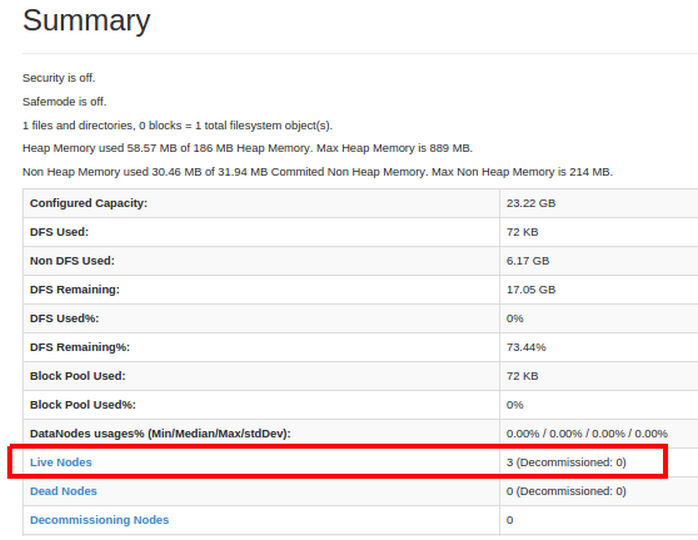 Summary
Security is off.
Safemode is off.
1 files and directories, 0 blocks = 1 total filesystem object(s).
Heap Memory used 58.57 MB of 186 MB Heap Memory. Max Heap Memory is 889 MB.
Non Heap Memory used 30.46 MB of 31.94 MB Commited Non Heap Memory. Max Non Heap Memory is 214 MB.
Configured Capacity: 23.22 GB
DFS Used: 72 KB
Non DFS Used: 6.17 GB
DFS Remaining: 17.05 GB
DFS Used%: 0%
DFS Remaining%: 73.44%
Block Pool Used: 72 KB
Block Pool Used%: 0%
DataNodes usages% (Min/Median/Max/stdDev): 0.00% / 0.00% / 0.00% / 0.00%
Live Nodes 3 (Decommissioned: 0)
Dead Nodes 0 (Decommissioned: 0)
Decommissioning Nodes 0